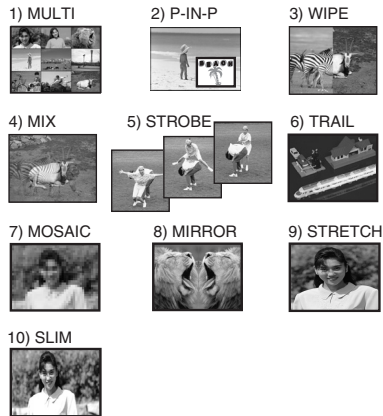 1) MULTI
2) P-IN-P
3) WIPE
BEACH
4) MIX
5) STROBE
6) TRAIL
7) MOSAIC
8) MIRROR
9) STRETCH
10) SLIM